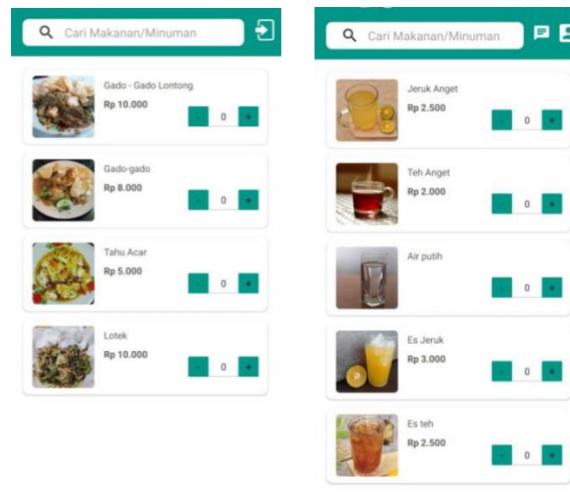 Cari Makanan/Minuman
Gado - Gado Lontong
Rp 10.000
- 0 +
Gado-gado
Rp 8.000
- 0 +
Tahu Acar
Rp 5.000
- 0 +
Lotek
Rp 10.000
- 0 +
Cari Makanan/Minuman
Jeruk Anget
Rp 2.500
- 0 +
Teh Anget
Rp 2.000
- 0 +
Air putih
- 0 +
Es Jeruk
Rp 3.000
- 0 +
Es teh
Rp 2.500
- 0 +